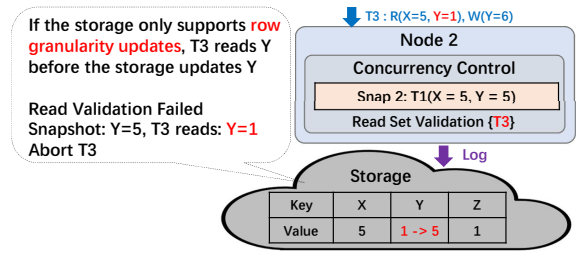 If the storage only supports row
granularity updates, T3 reads Y
before the storage updates Y
Read Validation Failed
Snapshot: Y=5, T3 reads: Y=1
Abort T3
T3 : R(X=5, Y=1), W(Y=6)
Node 2
Concurrency Control
Snap 2: T1(X = 5, Y = 5)
Read Set Validation {T3}
Log
Storage
Key X Y Z
Value 5 1 -> 5 1